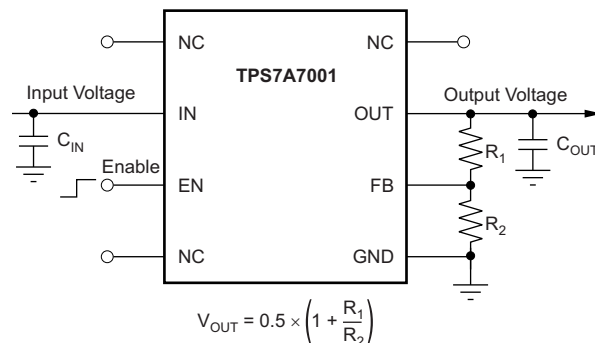 NC NC
TPS7A7001
Input Voltage IN OUT Output Voltage
C_IN R_1 C_OUT
Enable EN FB
R_2
NC GND
V_OUT = 0.5 × (1 + R_1/R_2)